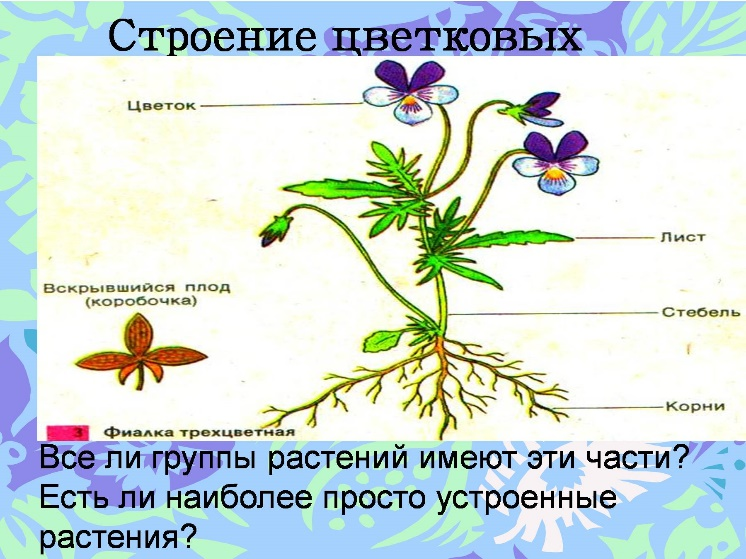 Строение цветковых
Цветок
Лист
Вскрывшийся плод
(коробочка)
Стебель
Корни
3 Фиалка трехцветная
Все ли группы растений имеют эти части?
Есть ли наиболее просто устроенные
растения?